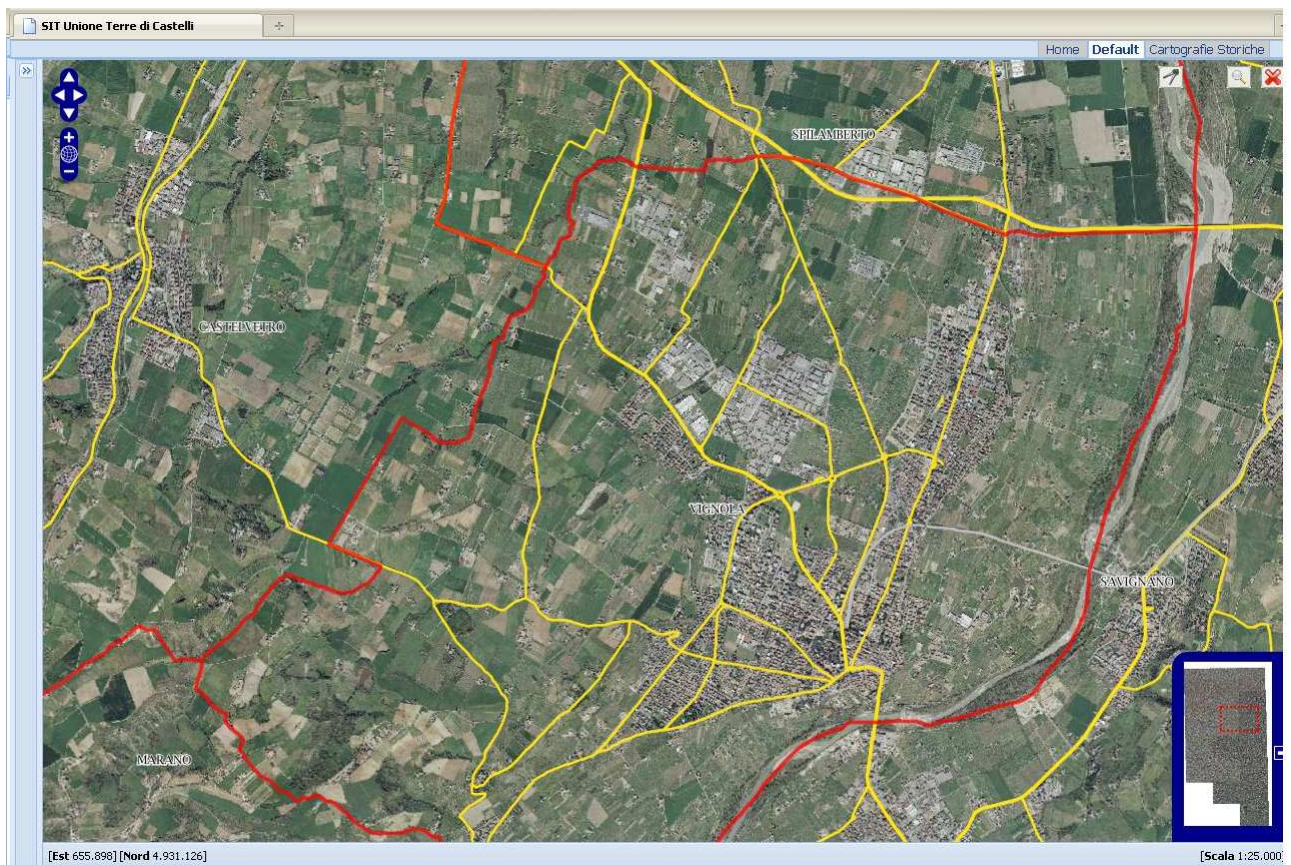 SIT Unione Terre di Castelli
Home Default Cartografie Storiche
SPILAMBERTO
CASTELVETRO
VIGNOLA
SAVIGNANO
MARANO
[Est 655.898] [Nord 4.931.126]
[Scala 1:25.000]